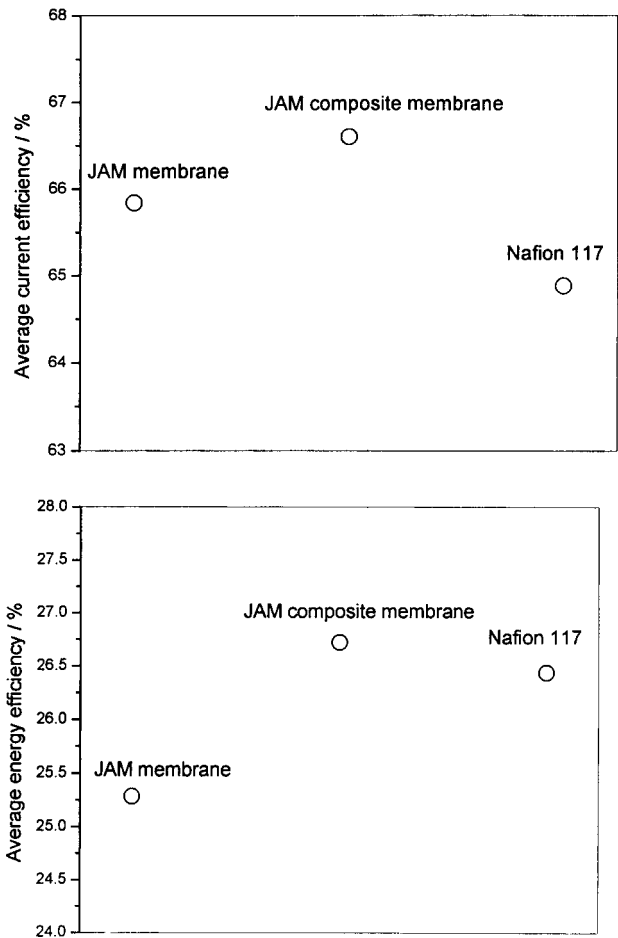 68
67
66
65
64
63
Average current efficiency / %
JAM composite membrane
JAM membrane
Nafion 117
28.0
27.5
27.0
26.5
26.0
25.5
25.0
24.5
24.0
Average energy efficiency / %
JAM composite membrane
Nafion 117
JAM membrane